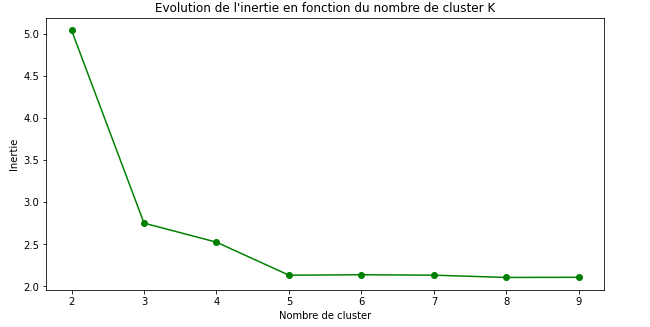 Evolution de l'inertie en fonction du nombre de cluster K
5.0
4.5
4.0
3.5
3.0
2.5
2.0
Inertie
2 3 4 5 6 7 8 9
Nombre de cluster